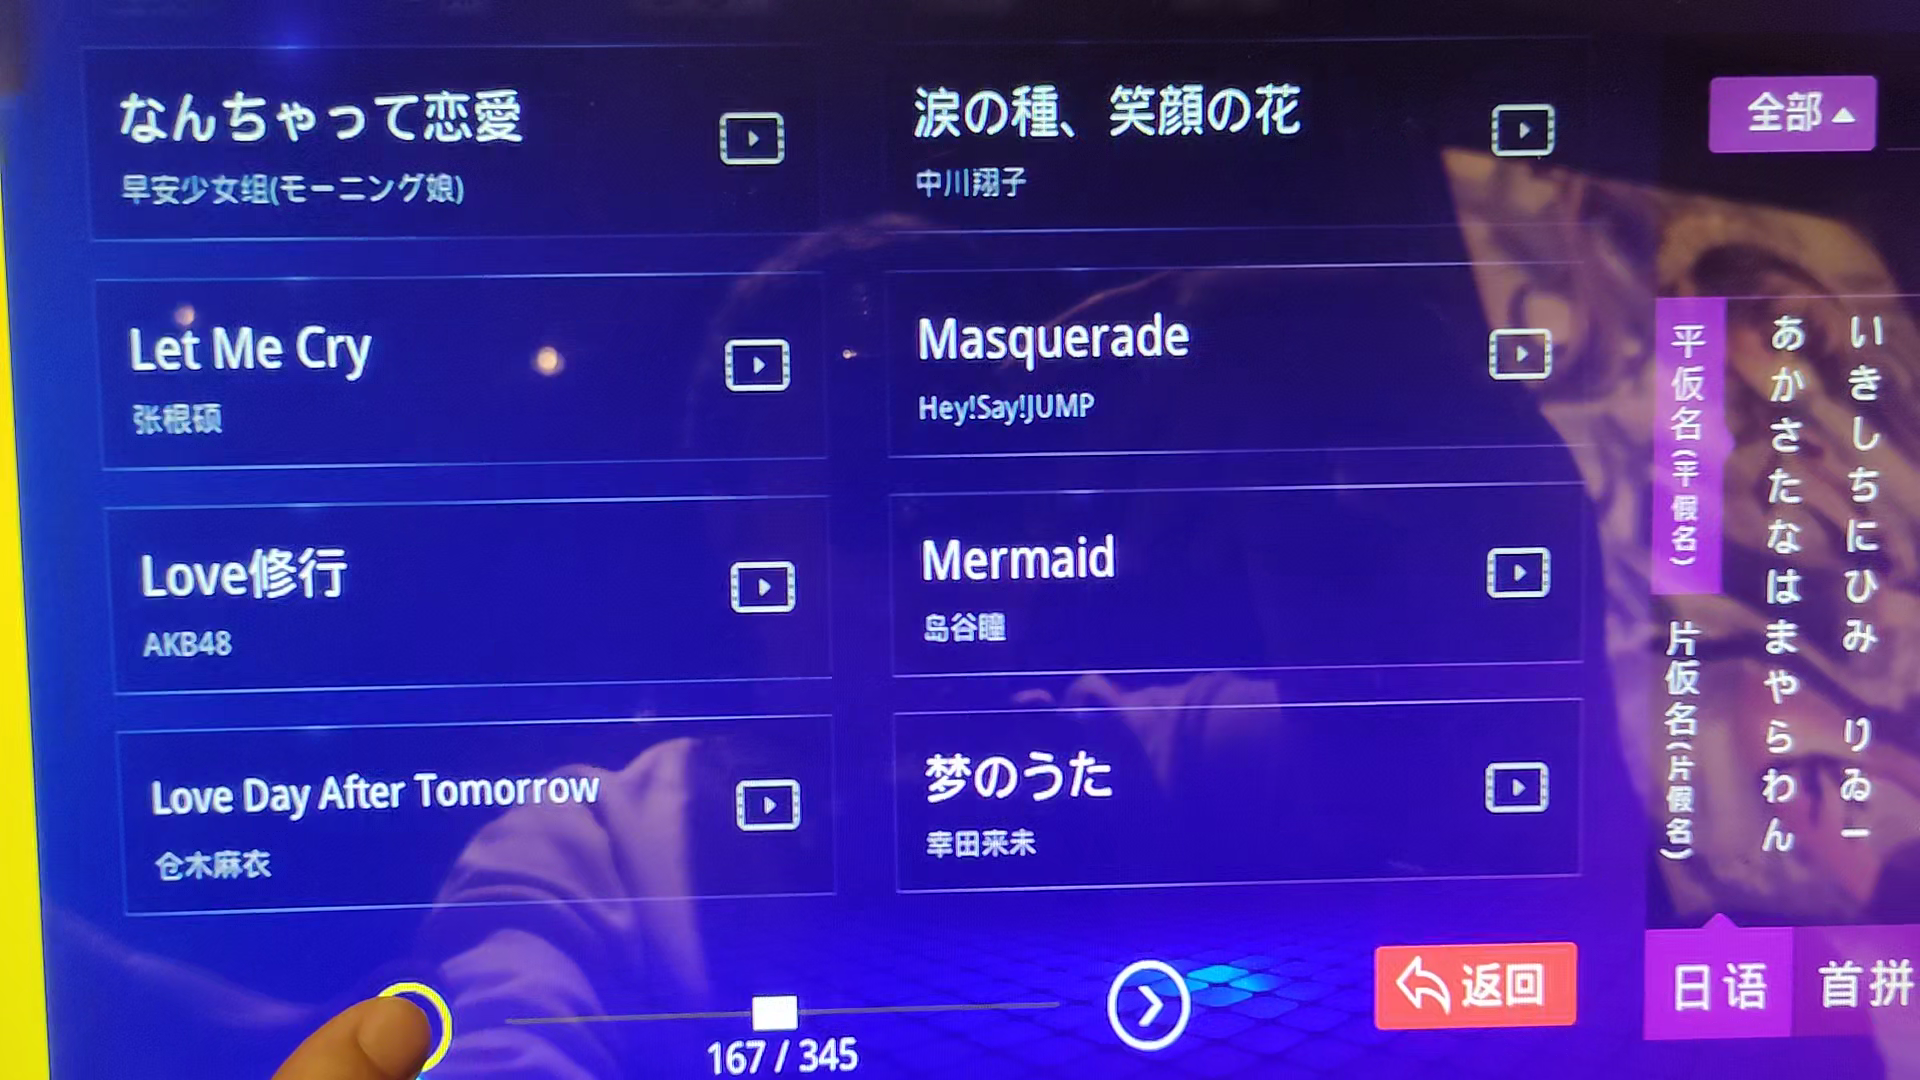 なんちゃって恋愛
早安少女组(モーニング娘)
涙の種、笑顔の花
中川翔子
Let Me Cry
张根硕
Masquerade
Hey!Say!JUMP
Love修行
AKB48
Mermaid
岛谷瞳
Love Day After Tomorrow
仓木麻衣
梦のうた
幸田来未
167 / 345
返回
全部
平仮名(平假名)
片仮名(片假名)
あかさたなはまやらわん
いきしちにひみ りゐー
日语
首拼